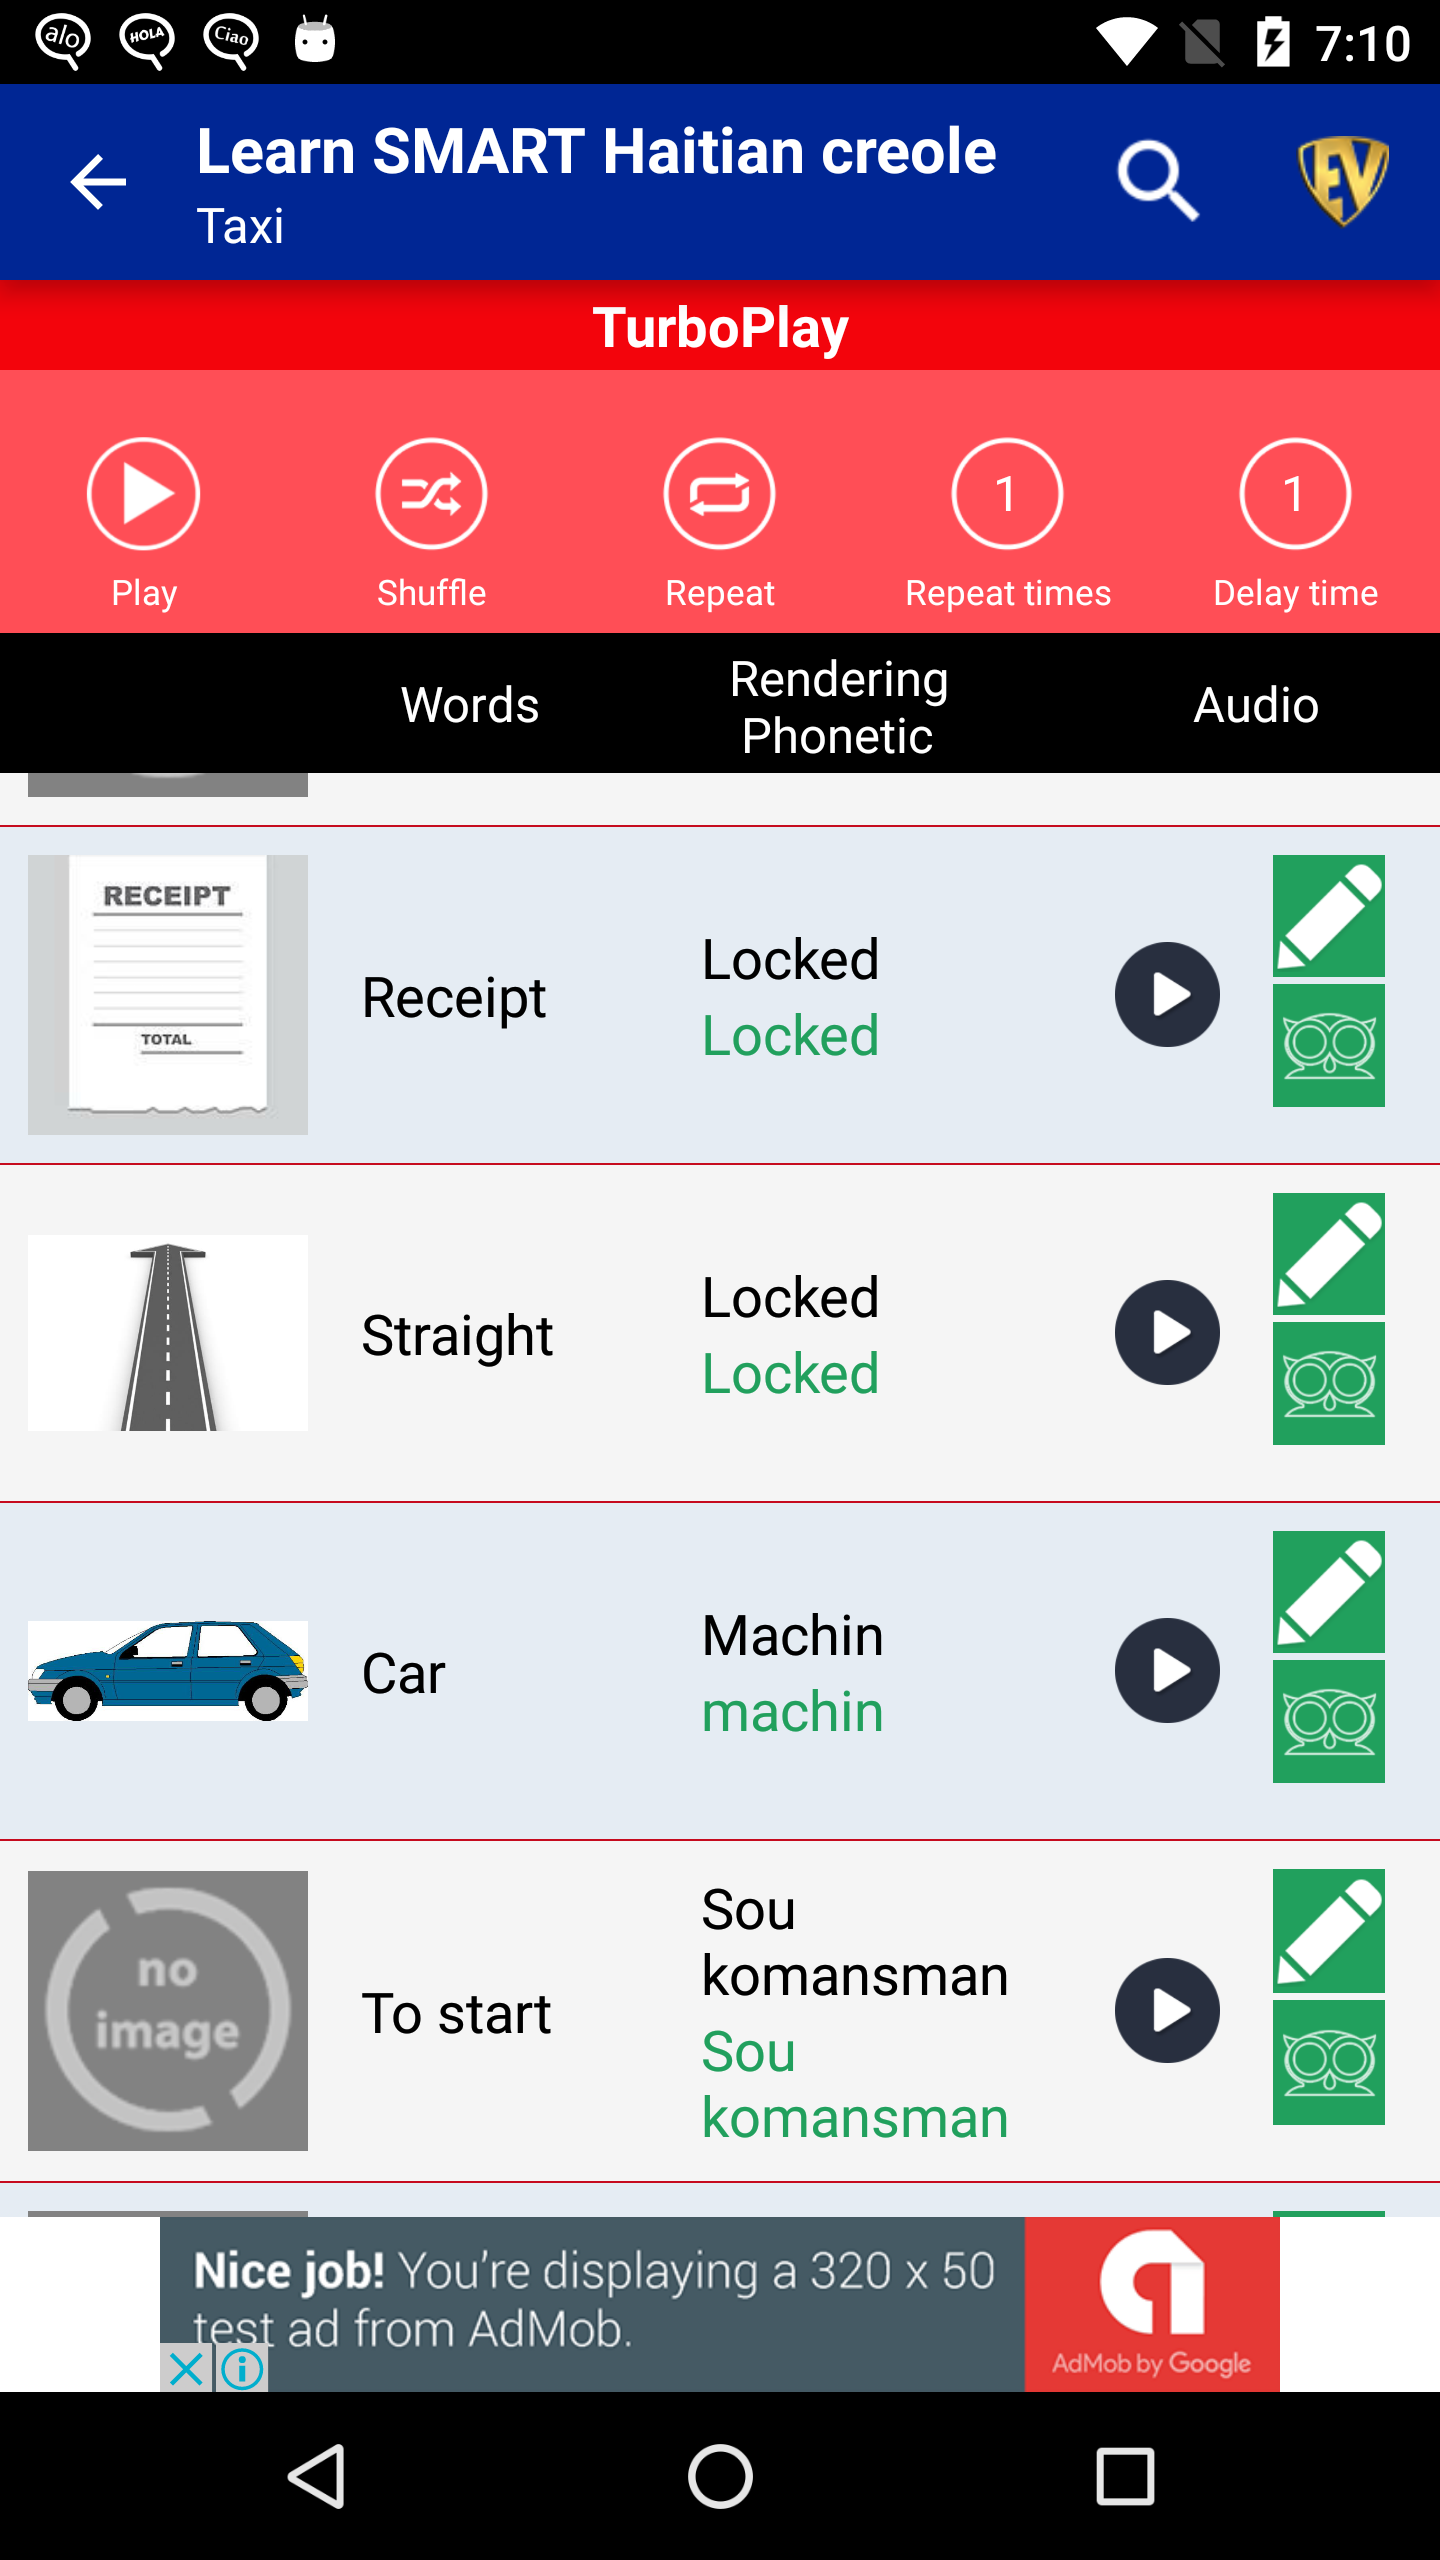 alo HOLA Ciao 7:10
Learn SMART Haitian creole
Taxi
EV
TurboPlay
1 1
Play Shuffle Repeat Repeat times Delay time
Words Rendering Phonetic Audio
RECEIPT
TOTAL
Receipt
Locked
Locked
Straight
Locked
Locked
Car
Machin
machin
no
image
To start
Sou
komansman
Sou
komansman
Nice job! You're displaying a 320 x 50
test ad from AdMob.
AdMob by Google